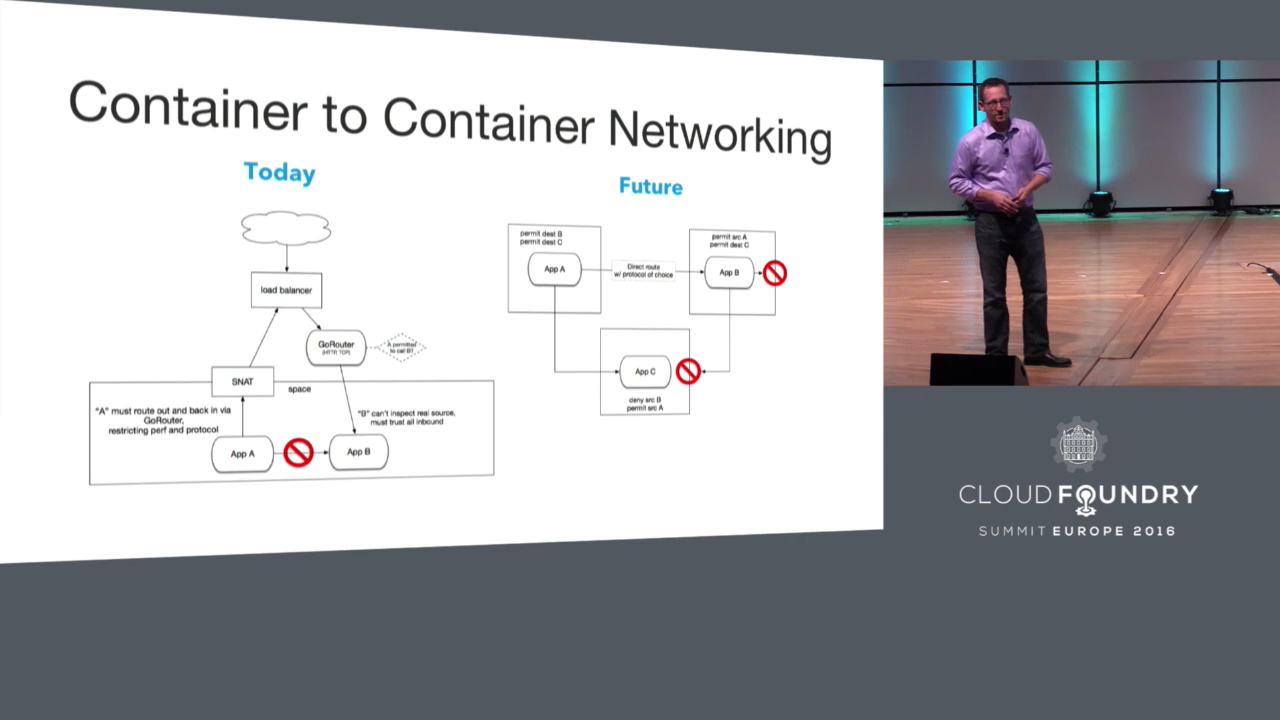 Container to Container Networking
Today
load balancer
GoRouter
(HTTP, TCP)
A permitted
to call B?
SNAT
space
"A" must route out and back in via
GoRouter,
restricting perf and protocol
"B" can't inspect real source,
must trust all inbound
App A
App B
Future
permit dest B
permit dest C
App A
Direct route
w/ protocol of choice
permit src A
permit dest C
App B
App C
deny src B
permit src A
CLOUD FOUNDRY
SUMMIT EUROPE 2016